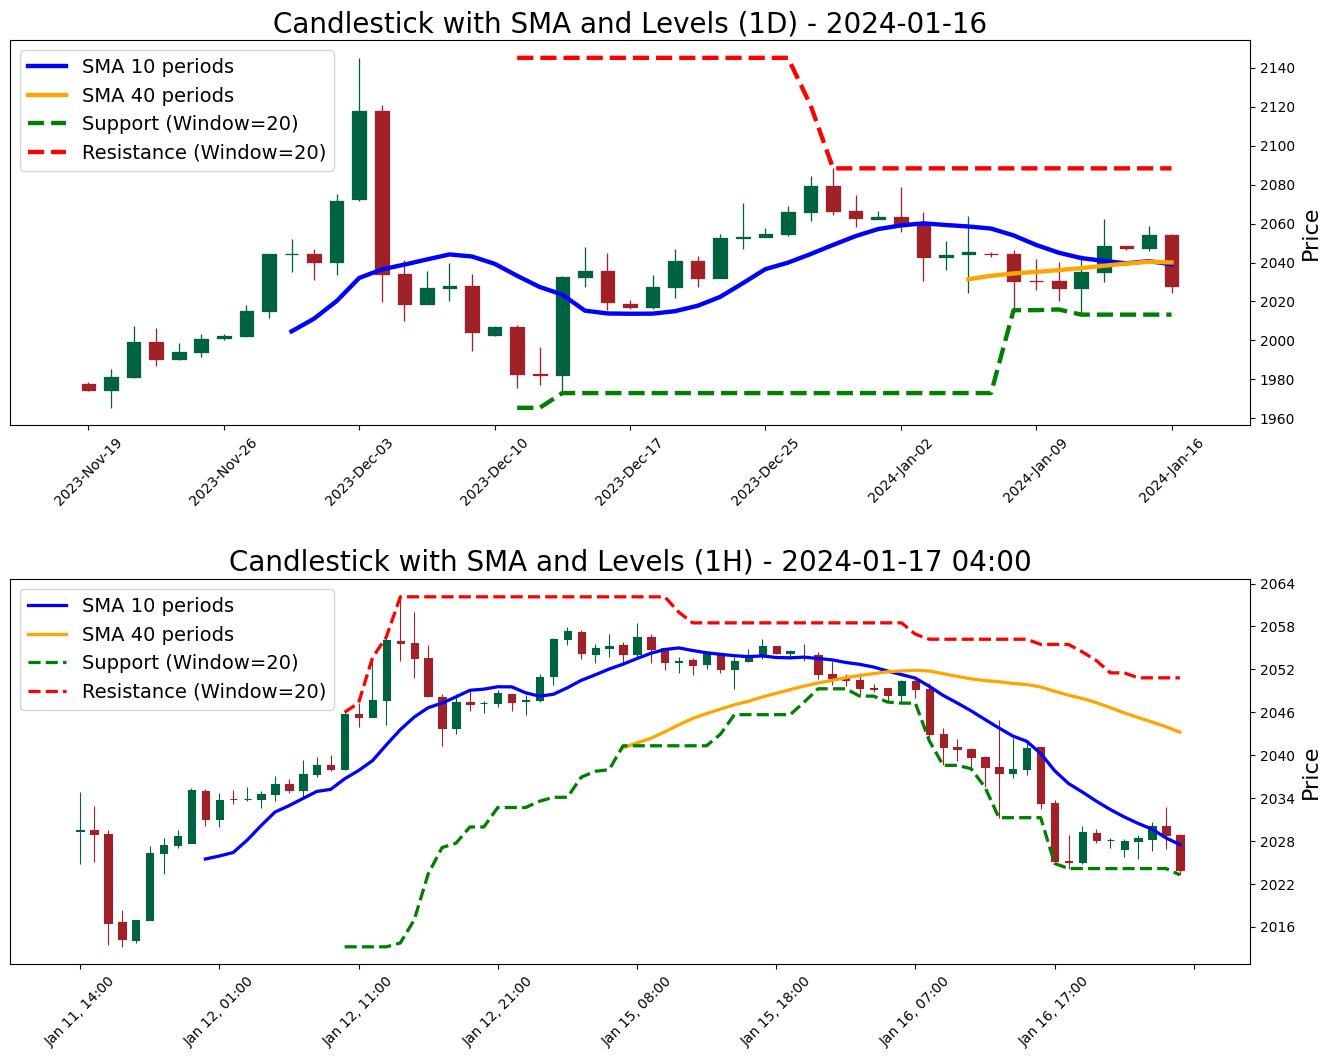 Candlestick with SMA and Levels (1D) - 2024-01-16
SMA 10 periods
SMA 40 periods
Support (Window=20)
Resistance (Window=20)
2140
2120
2100
2080
2060
2040
2020
2000
1980
1960
Price
2023-Nov-19
2023-Nov-26
2023-Dec-03
2023-Dec-10
2023-Dec-17
2023-Dec-25
2024-Jan-02
2024-Jan-09
2024-Jan-16
Candlestick with SMA and Levels (1H) - 2024-01-17 04:00
SMA 10 periods
SMA 40 periods
Support (Window=20)
Resistance (Window=20)
2064
2058
2052
2046
2040
2034
2028
2022
2016
Price
Jan 11, 14:00
Jan 12, 01:00
Jan 12, 11:00
Jan 12, 21:00
Jan 15, 08:00
Jan 15, 18:00
Jan 16, 07:00
Jan 16, 17:00